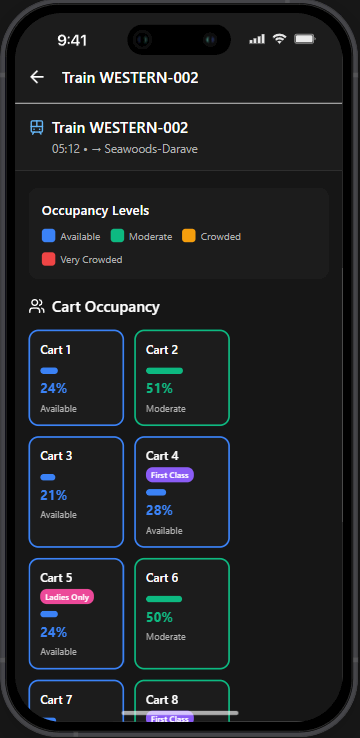 9:41
Train WESTERN-002
Train WESTERN-002
05:12 • → Seawoods-Darave
Occupancy Levels
Available Moderate Crowded
Very Crowded
Cart Occupancy
Cart 1
24%
Available
Cart 2
51%
Moderate
Cart 3
21%
Available
Cart 4
First Class
28%
Available
Cart 5
Ladies Only
24%
Available
Cart 6
50%
Moderate
Cart 7
Cart 8
First Class